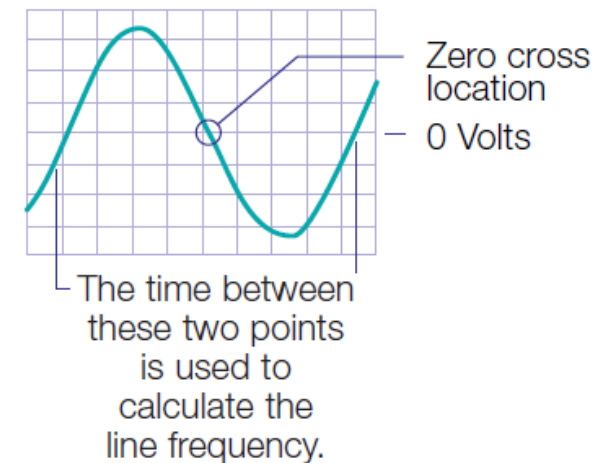 Zero cross
location
0 Volts
The time between
these two points
is used to
calculate the
line frequency.